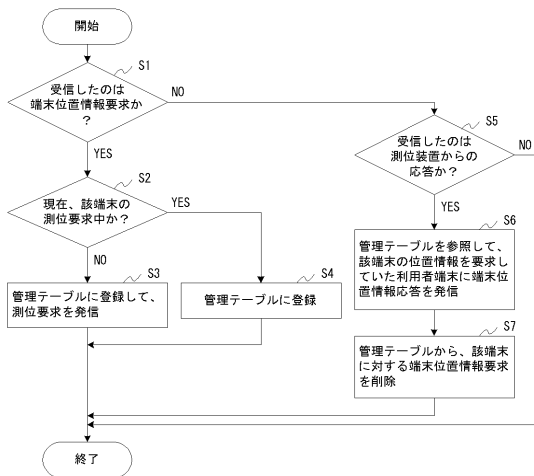 開始
S1
受信したのは
端末位置情報要求か
?
NO
YES
S2
現在、該端末の
測位要求中か?
YES
NO
S3
管理テーブルに登録して、
測位要求を発信
S4
管理テーブルに登録
S5
受信したのは
測位装置からの
応答か?
NO
YES
S6
管理テーブルを参照して、
該端末の位置情報を要求し
ていた利用者端末に端末位
置情報応答を発信
S7
管理テーブルから、該端末
に対する端末位置情報要求
を削除
終了